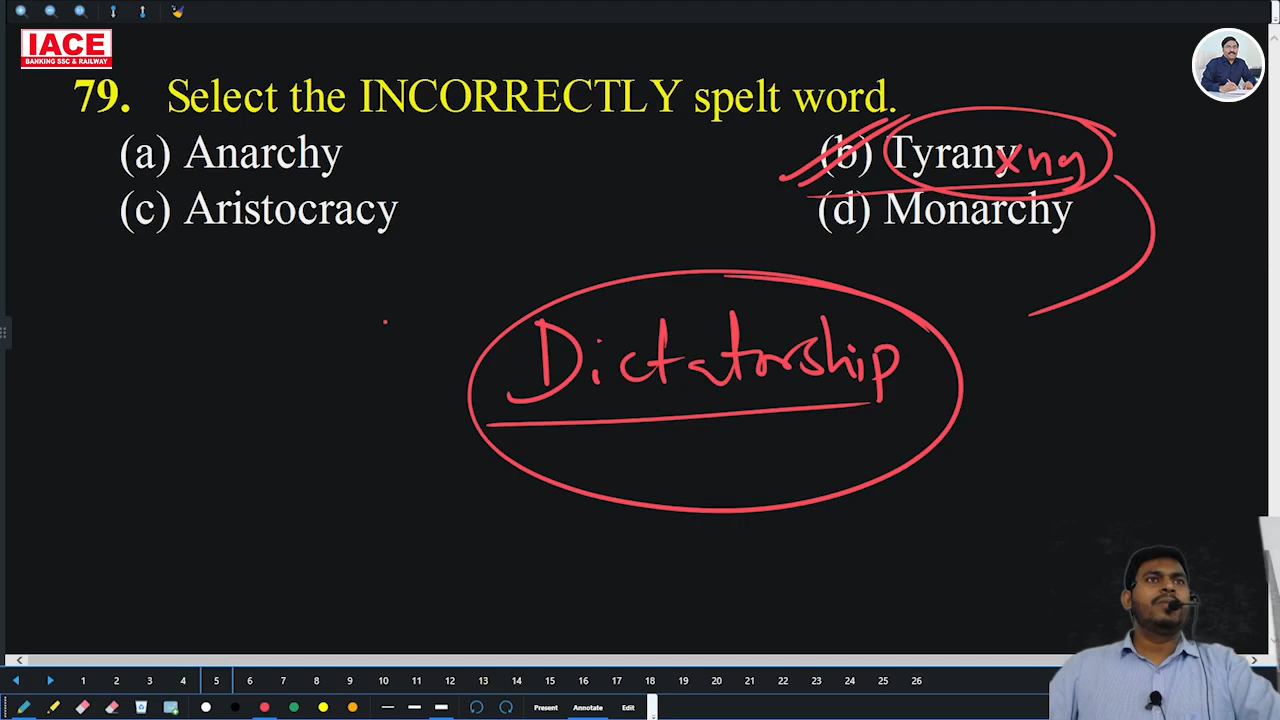 IACE
BANKING SSC & RAILWAY
79. Select the INCORRECTLY spelt word.
(a) Anarchy
(b) Tyrany ny
(c) Aristocracy
(d) Monarchy
Dictatorship
1 2 3 4 5 6 7 8 9 10 11 12 13 14 15 16 17 18 19 20 21 22 23 24 25 26
Present Annotate Edit